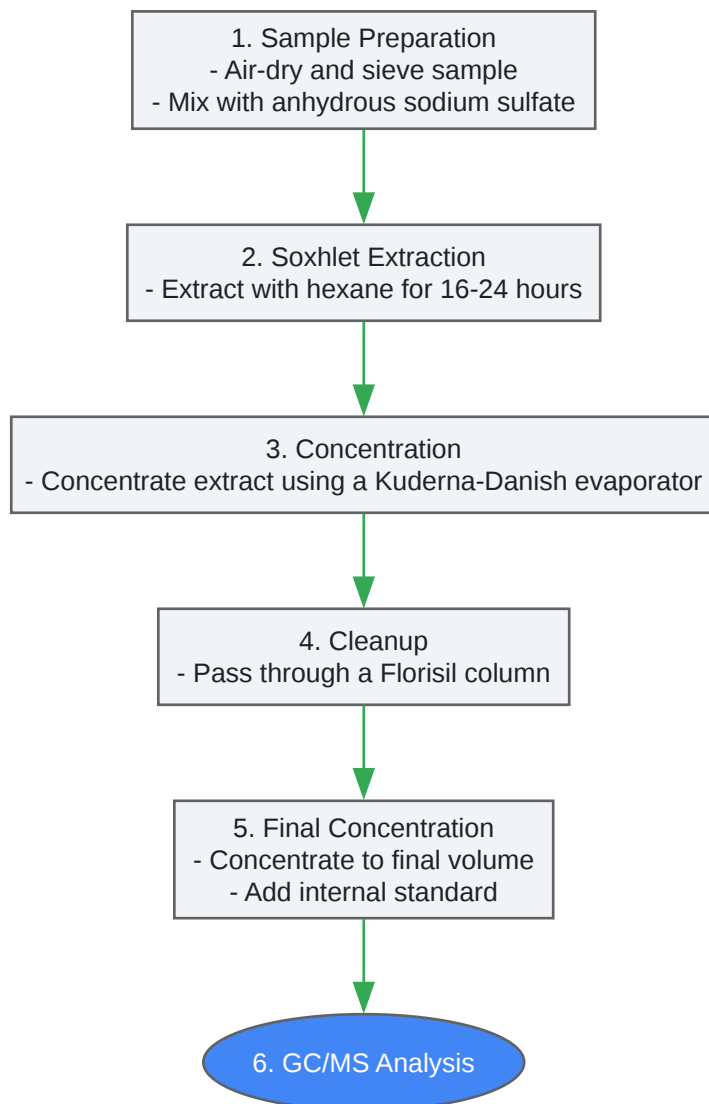 1. Sample Preparation
- Air-dry and sieve sample
- Mix with anhydrous sodium sulfate
2. Soxhlet Extraction
- Extract with hexane for 16-24 hours
3. Concentration
- Concentrate extract using a Kuderna-Danish evaporator
4. Cleanup
- Pass through a Florisil column
5. Final Concentration
- Concentrate to final volume
- Add internal standard
6. GC/MS Analysis